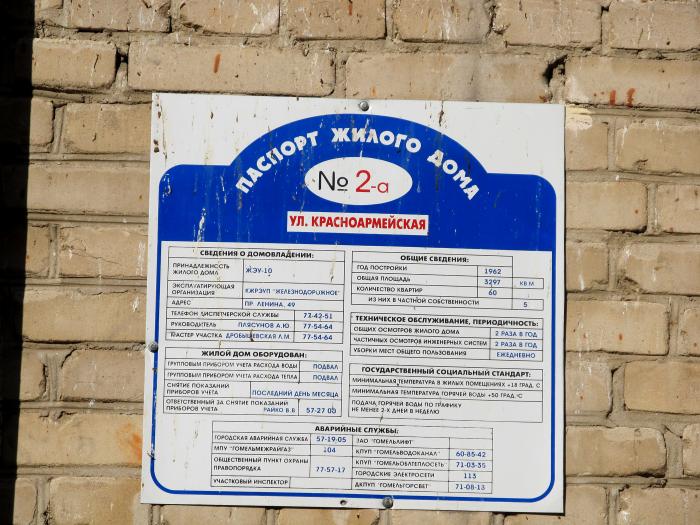 ПАСПОРТ ЖИЛОГО ДОМА
№ 2-а
УЛ. КРАСНОАРМЕЙСКАЯ
СВЕДЕНИЯ О ДОМОВЛАДЕНИИ:
ПРИНАДЛЕЖНОСТЬ ЖИЛОГО ДОМА ЖЭУ-10
ЭКСПЛУАТИРУЮЩАЯ ОРГАНИЗАЦИЯ КЖРЭУП "ЖЕЛЕЗНОДОРОЖНОЕ"
АДРЕС ПР. ЛЕНИНА, 49
ТЕЛЕФОН ДИСПЕТЧЕРСКОЙ СЛУЖБЫ 72-42-51
РУКОВОДИТЕЛЬ ПЛЯСУНОВ А.Ю. 77-54-64
МАСТЕР УЧАСТКА ДРОБЫШЕВСКАЯ Л.М. 77-54-64
ЖИЛОЙ ДОМ ОБОРУДОВАН:
ГРУППОВЫМ ПРИБОРОМ УЧЕТА РАСХОДА ВОДЫ ПОДВАЛ
ГРУППОВЫМ ПРИБОРОМ УЧЕТА РАСХОДА ТЕПЛА ПОДВАЛ
СНЯТИЕ ПОКАЗАНИЙ ПРИБОРОВ УЧЕТА ПОСЛЕДНИЙ ДЕНЬ МЕСЯЦА
ОТВЕТСТВЕННЫЙ ЗА СНЯТИЕ ПОКАЗАНИЙ ПРИБОРОВ УЧЕТА РАЙКО В.В. 57-27-00
ОБЩИЕ СВЕДЕНИЯ:
ГОД ПОСТРОЙКИ 1962
ОБЩАЯ ПЛОЩАДЬ 3297 КВ М
КОЛИЧЕСТВО КВАРТИР 60
ИЗ НИХ В ЧАСТНОЙ СОБСТВЕННОСТИ 5
ТЕХНИЧЕСКОЕ ОБСЛУЖИВАНИЕ, ПЕРИОДИЧНОСТЬ:
ОБЩИХ ОСМОТРОВ ЖИЛОГО ДОМА 2 РАЗА В ГОД
ЧАСТИЧНЫХ ОСМОТРОВ ИНЖЕНЕРНЫХ СИСТЕМ 2 РАЗА В ГОД
УБОРКИ МЕСТ ОБЩЕГО ПОЛЬЗОВАНИЯ ЕЖЕДНЕВНО
ГОСУДАРСТВЕННЫЙ СОЦИАЛЬНЫЙ СТАНДАРТ:
МИНИМАЛЬНАЯ ТЕМПЕРАТУРА В ЖИЛЫХ ПОМЕЩЕНИЯХ +18 ГРАД. С
МИНИМАЛЬНАЯ ТЕМПЕРАТУРА ГОРЯЧЕЙ ВОДЫ +50 ГРАД. С
ПОДАЧА ГОРЯЧЕЙ ВОДЫ ПО ГРАФИКУ
НЕ МЕНЕЕ 2-Х ДНЕЙ В НЕДЕЛЮ
АВАРИЙНЫЕ СЛУЖБЫ:
ГОРОДСКАЯ АВАРИЙНАЯ СЛУЖБА 57-19-05
МПУ "ГОМЕЛЬМЕЖРАЙГАЗ" 104
ОБЩЕСТВЕННЫЙ ПУНКТ ОХРАНЫ ПРАВОПОРЯДКА 77-57-17
УЧАСТКОВЫЙ ИНСПЕКТОР
ЗАО "ГОМЕЛЬЛИФТ"
КПУП "ГОМЕЛЬВОДОКАНАЛ" 60-85-42
КПУП "ГОМЕЛЬОБЛТЕПЛОСЕТЬ" 71-03-35
ГОРОДСКИЕ ЭЛЕКТРОСЕТИ 113
ДКПУП "ГОМЕЛЬГОРСВЕТ" 71-08-13